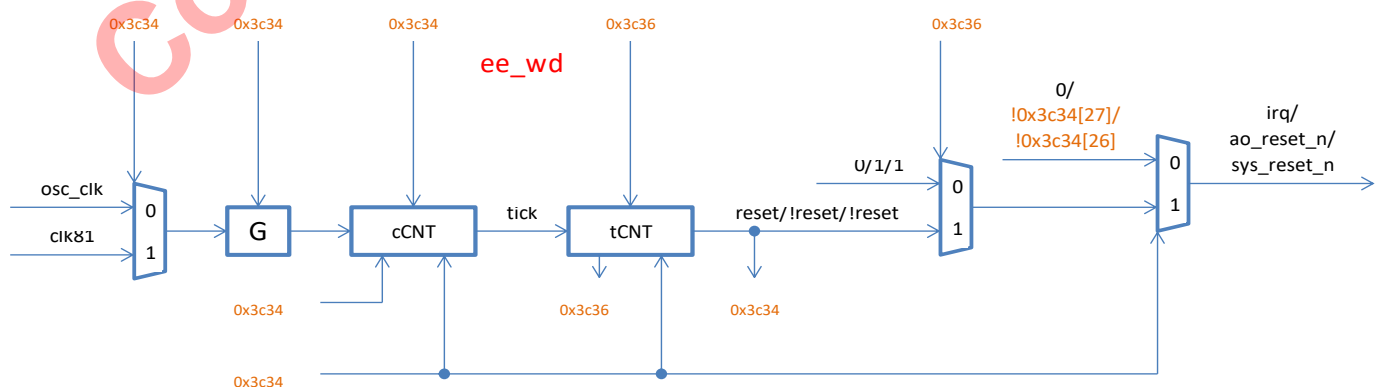 0x3c34 0x3c34 0x3c34 0x3c36 0x3c36
ee_wd
0/
!0x3c34[27]/
!0x3c34[26]
irq/
ao_reset_n/
sys_reset_n
osc_clk
clk81
0
1
G
cCNT
tick
tCNT
reset/!reset/!reset
0/1/1
0
1
0
1
0x3c34
0x3c36
0x3c34
0x3c34